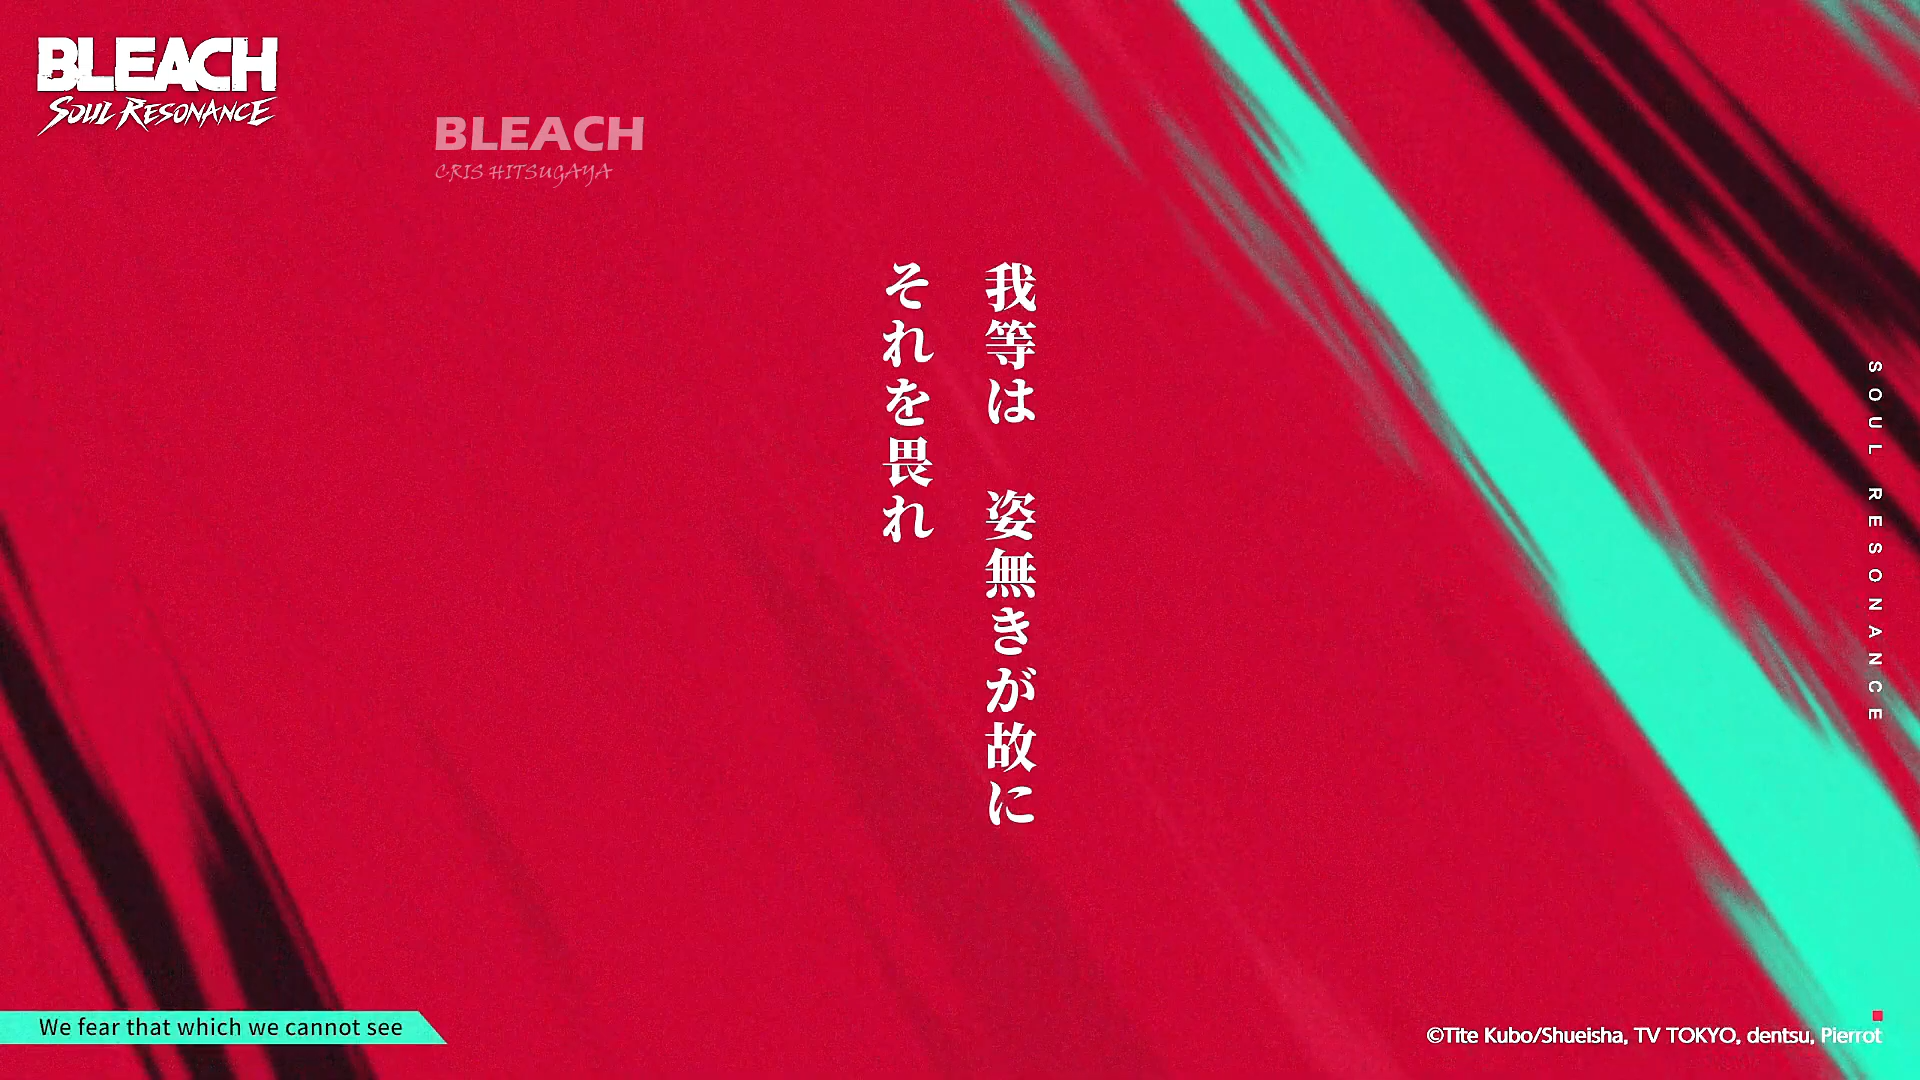 BLEACH
SOUL RESONANCE
BLEACH
CRIS HITSUGAYA
我等は　姿無きが故に
それを畏れ
SOUL RESONANCE
We fear that which we cannot see
©Tite Kubo/Shueisha, TV TOKYO, dentsu, Pierrot